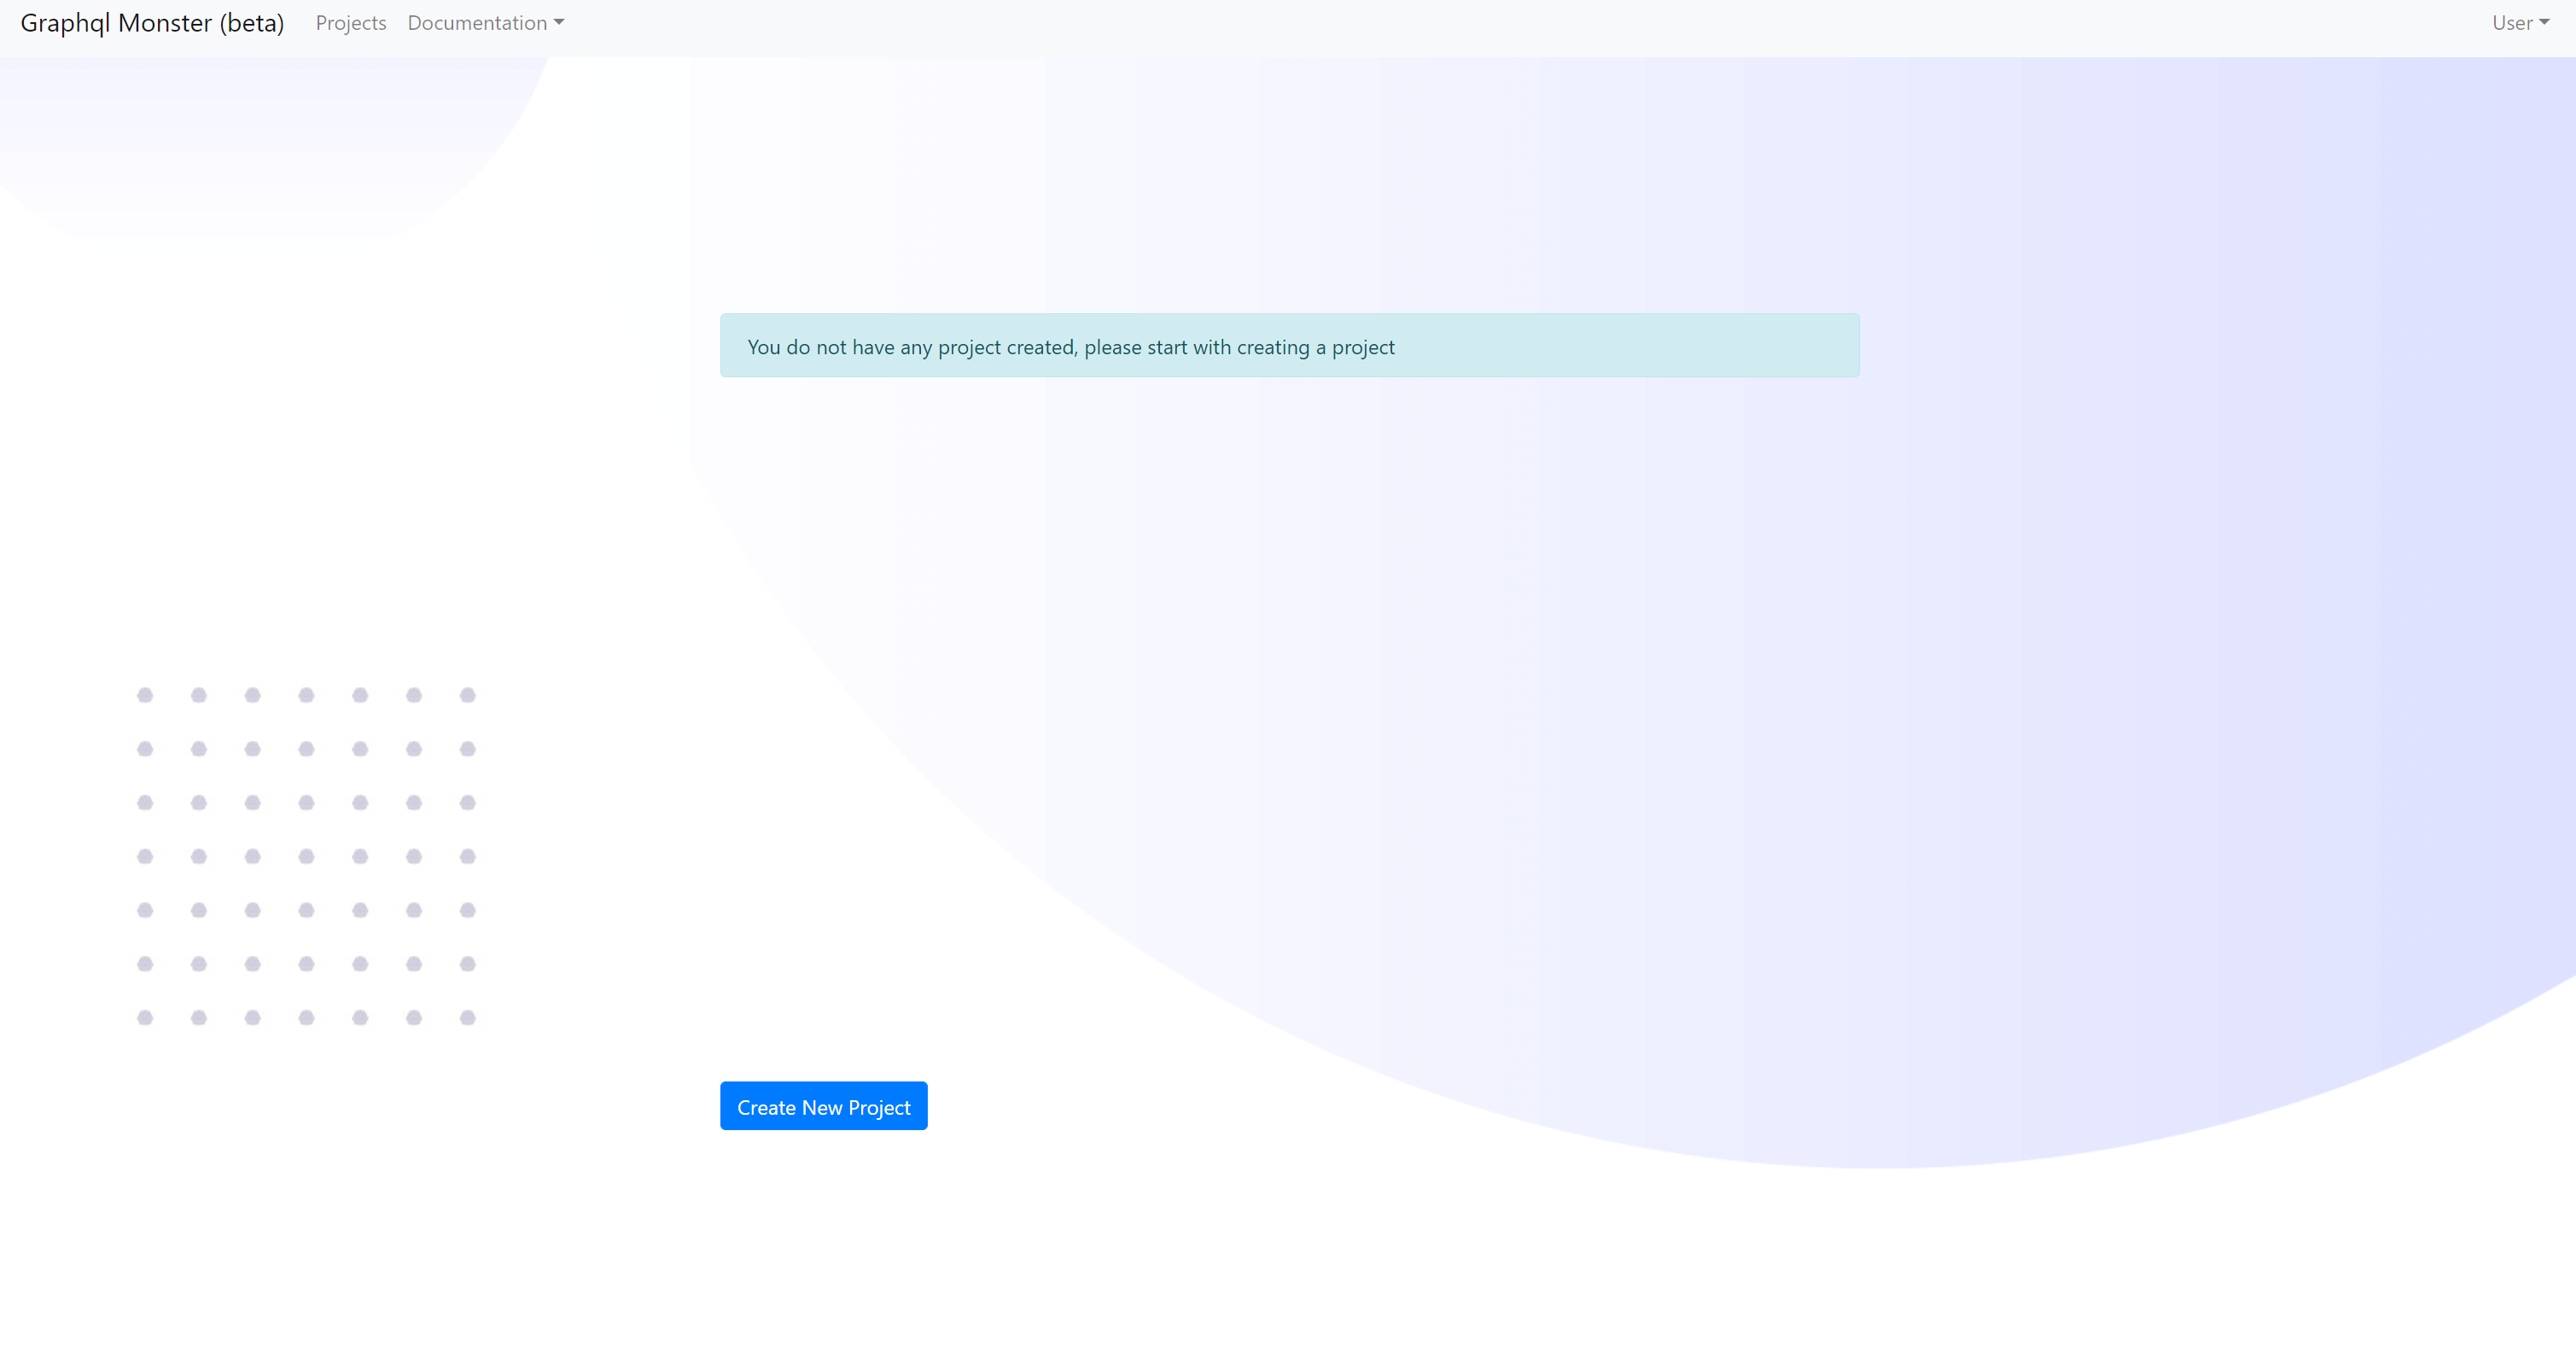 Graphql Monster (beta) Projects Documentation User
You do not have any project created, please start with creating a project
Create New Project